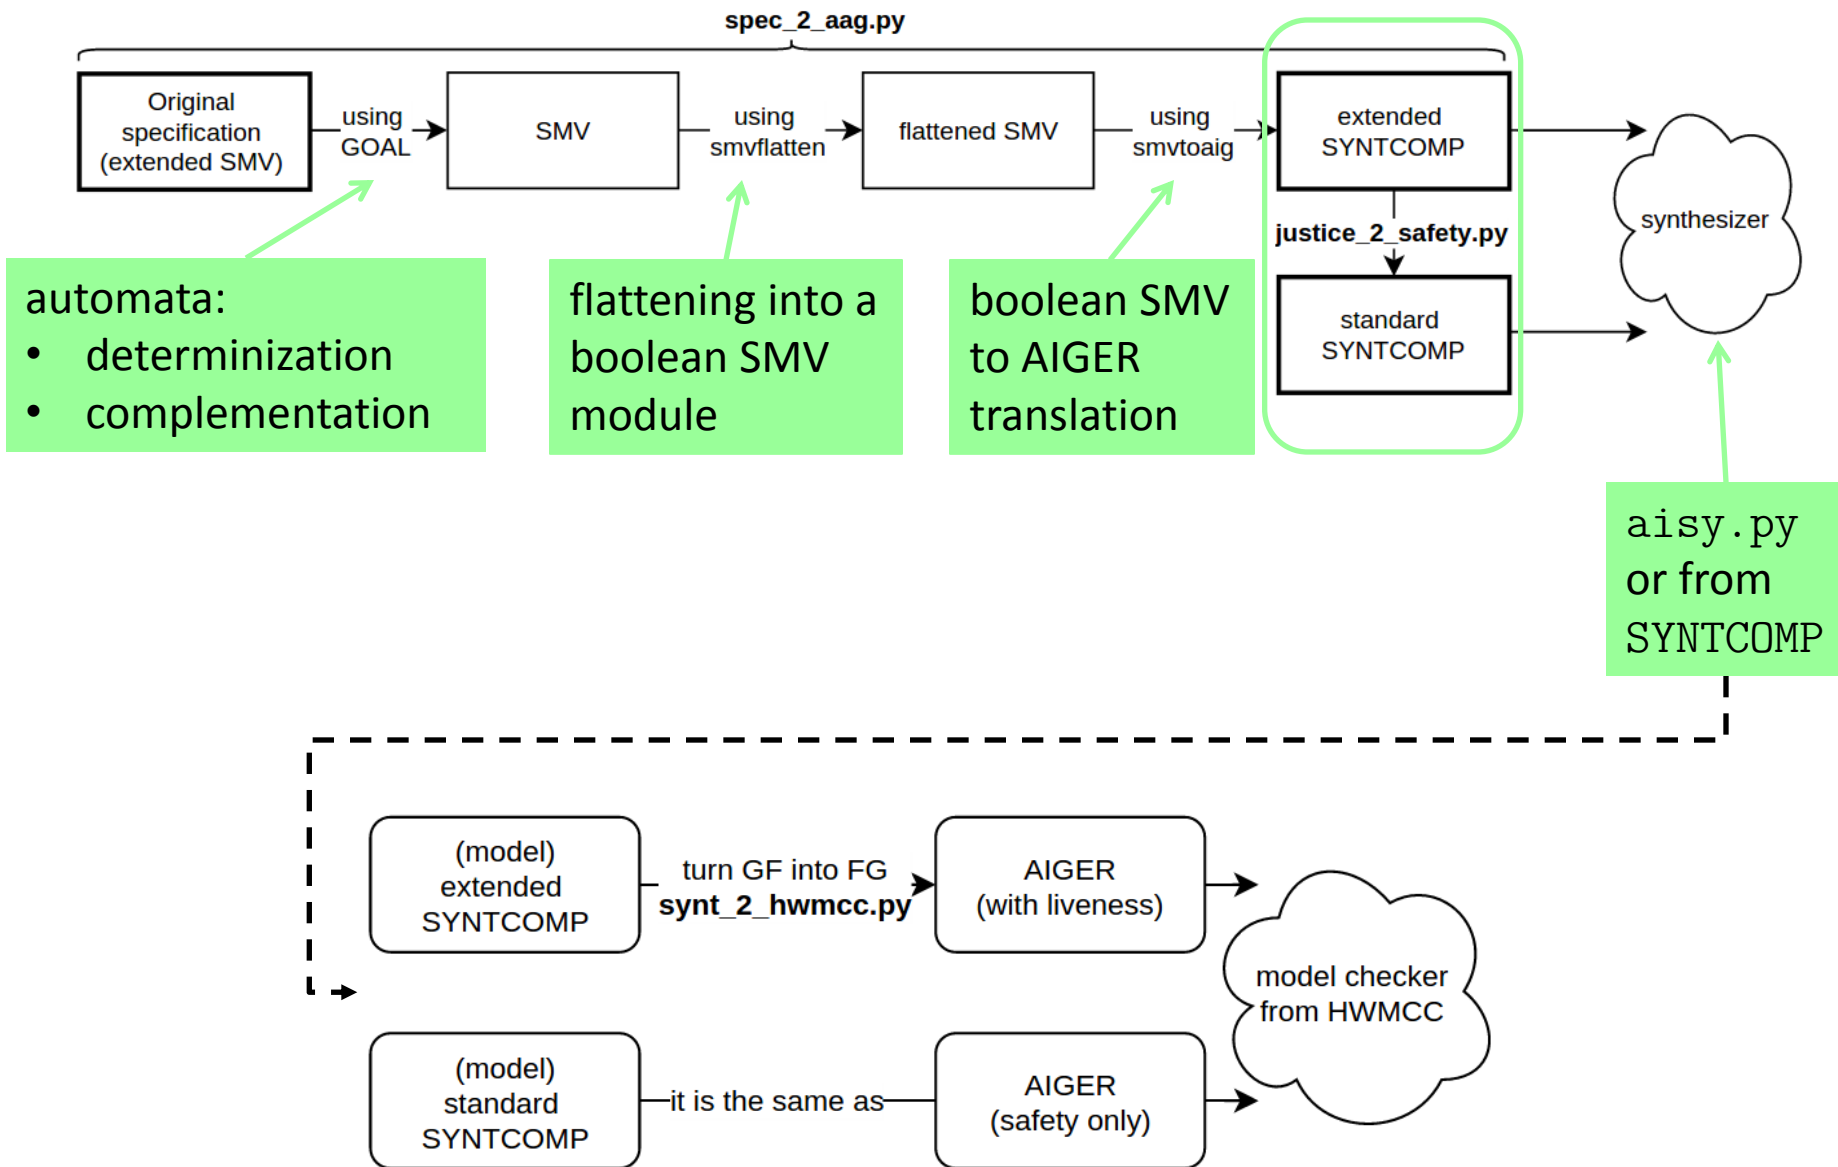 spec_2_aag.py
Original
specification
(extended SMV)
using
GOAL
SMV
using
smvflatten
flattened SMV
using
smvtoaig
extended
SYNTCOMP
justice_2_safety.py
standard
SYNTCOMP
synthesizer
automata:
• determinization
• complementation
flattening into a
boolean SMV
module
boolean SMV
to AIGER
translation
aisy.py
or from
SYNTCOMP
(model)
extended
SYNTCOMP
turn GF into FG
synt_2_hwmcc.py
AIGER
(with liveness)
model checker
from HWMCC
(model)
standard
SYNTCOMP
it is the same as
AIGER
(safety only)